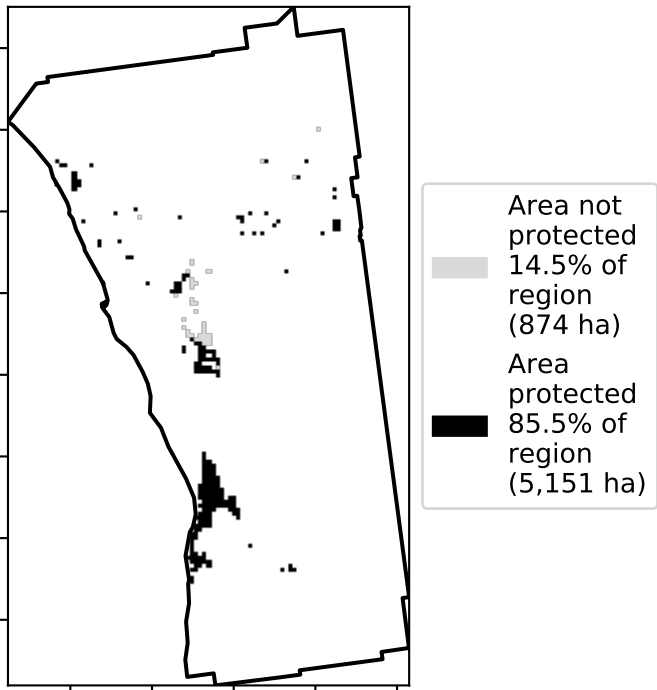 Area not
protected
14.5% of
region
(874 ha)
Area
protected
85.5% of
region
(5,151 ha)